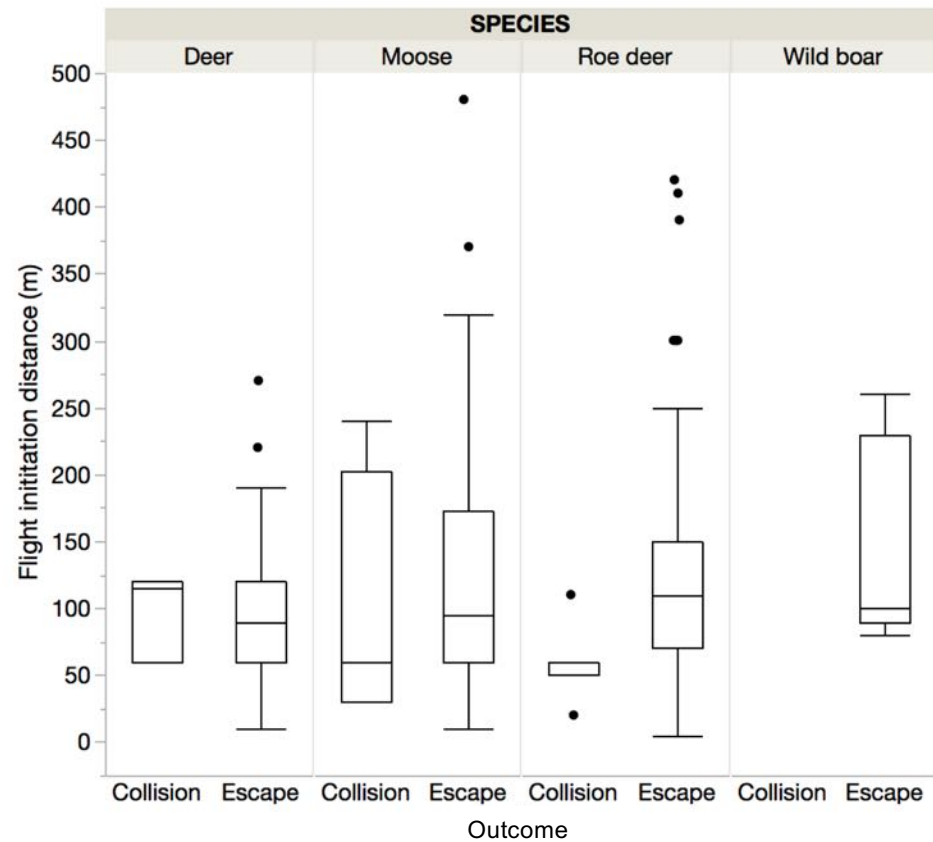 SPECIES
Deer Moose Roe deer Wild boar
500
450
400
350
300
250
200
150
100
50
0
Flight inititation distance (m)
Collision Escape Collision Escape Collision Escape Collision Escape
Outcome